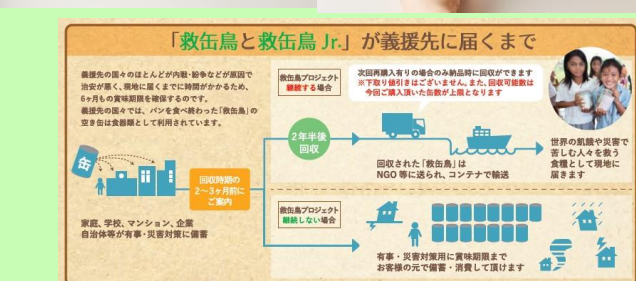 「救缶鳥と救缶鳥 Jr.」が義援先に届くまで
義援先の国々のほとんどが内戦・紛争などが原因で
治安が悪く、現地に届くまでに時間がかかるため、
6ヶ月もの賞味期限を確保するのです。
義援先の国々では、パンを食べ終わった「救缶鳥」の
空き缶は食器類として利用されています。
缶
家庭、学校、マンション、企業
自治体等が有事・災害対策に備蓄
回収時期の
2～3ヶ月前に
ご案内
救缶鳥プロジェクト
継続する場合
次回再購入有りの場合のみ納品時に回収ができます
※下取り値引きはございません。また、回収可能数は
今回ご購入頂いた缶数が上限となります
2年半後
回収
回収された「救缶鳥」は
NGO 等に送られ、コンテナで輸送
世界の飢餓や災害で
苦しむ人々を救う
食糧として現地に
届きます
救缶鳥プロジェクト
継続しない場合
有事・災害対策用に賞味期限まで
お客様の元で備蓄・消費して頂けます